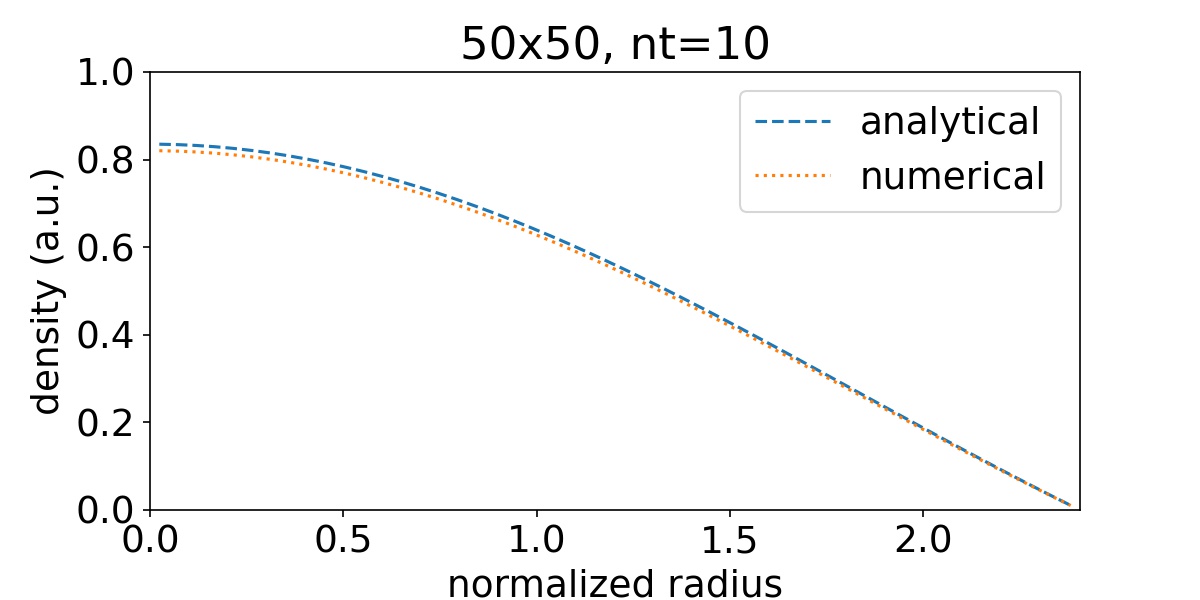 50x50, nt=10
1.0
0.8
0.6
0.4
0.2
0.0
density (a.u.)
analytical
numerical
0.0 0.5 1.0 1.5 2.0
normalized radius